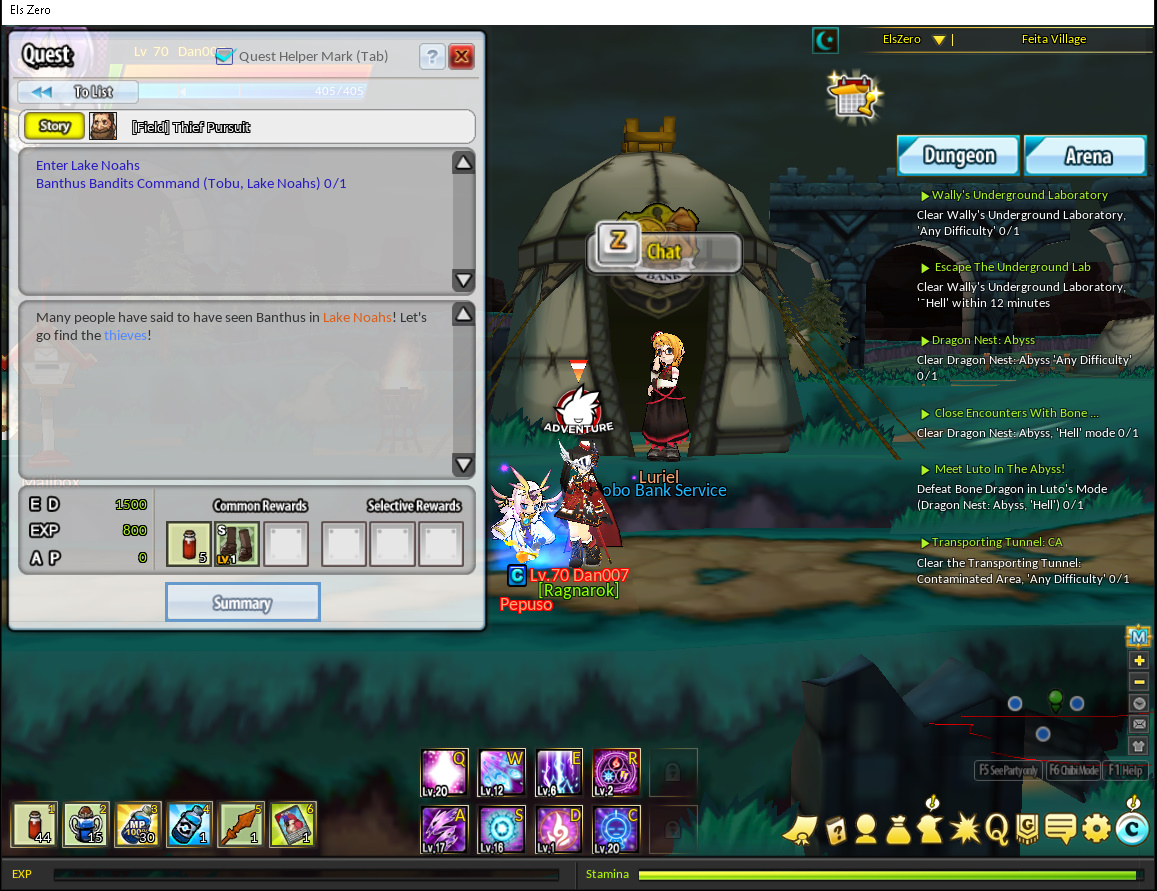 Els Zero
Quest
Lv 70 Dan00
Quest Helper Mark (Tab)
?
To List
405/405
Story
[Field] Thief Pursuit
Enter Lake Noahs
Banthus Bandits Command (Tobu, Lake Noahs) 0/1
Many people have said to have seen Banthus in Lake Noahs! Let's
go find the thieves!
Mailbox
E D
1500
EXP
800
A P
0
Common Rewards
Selective Rewards
5
S
LV1
Summary
ElsZero
Feita Village
Dungeon
Arena
Wally's Underground Laboratory
Clear Wally's Underground Laboratory,
'Any Difficulty' 0/1
Escape The Underground Lab
Clear Wally's Underground Laboratory,
'`Hell' within 12 minutes
Dragon Nest: Abyss
Clear Dragon Nest: Abyss 'Any Difficulty'
0/1
Close Encounters With Bone ...
Clear Dragon Nest: Abyss, 'Hell' mode 0/1
Meet Luto In The Abyss!
Defeat Bone Dragon in Luto's Mode
(Dragon Nest: Abyss, 'Hell') 0/1
Transporting Tunnel: CA
Clear the Transporting Tunnel:
Contaminated Area, 'Any Difficulty' 0/1
Z
Chat
BANK
ADVENTURE
Luriel
obo Bank Service
C
Lv.70 Dan007
[Ragnarok]
Pepuso
M
F5 See Party only
F6 Chibi Mode
F1 Help
Q
Lv.20
W
Lv.12
E
Lv.6
R
Lv.2
A
Lv.17
S
Lv.16
D
Lv.1
C
Lv.20
1
44
2
15
3
MP
100%
30
4
1
5
1
6
1
?
Q
G
C
EXP
Stamina